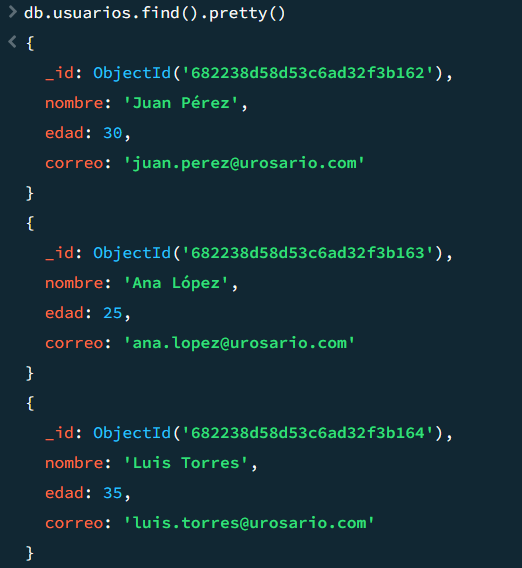 > db.usuarios.find().pretty()
< {
_id: ObjectId('682238d58d53c6ad32f3b162'),
nombre: 'Juan Pérez',
edad: 30,
correo: 'juan.perez@urosario.com'
}
{
_id: ObjectId('682238d58d53c6ad32f3b163'),
nombre: 'Ana López',
edad: 25,
correo: 'ana.lopez@urosario.com'
}
{
_id: ObjectId('682238d58d53c6ad32f3b164'),
nombre: 'Luis Torres',
edad: 35,
correo: 'luis.torres@urosario.com'
}